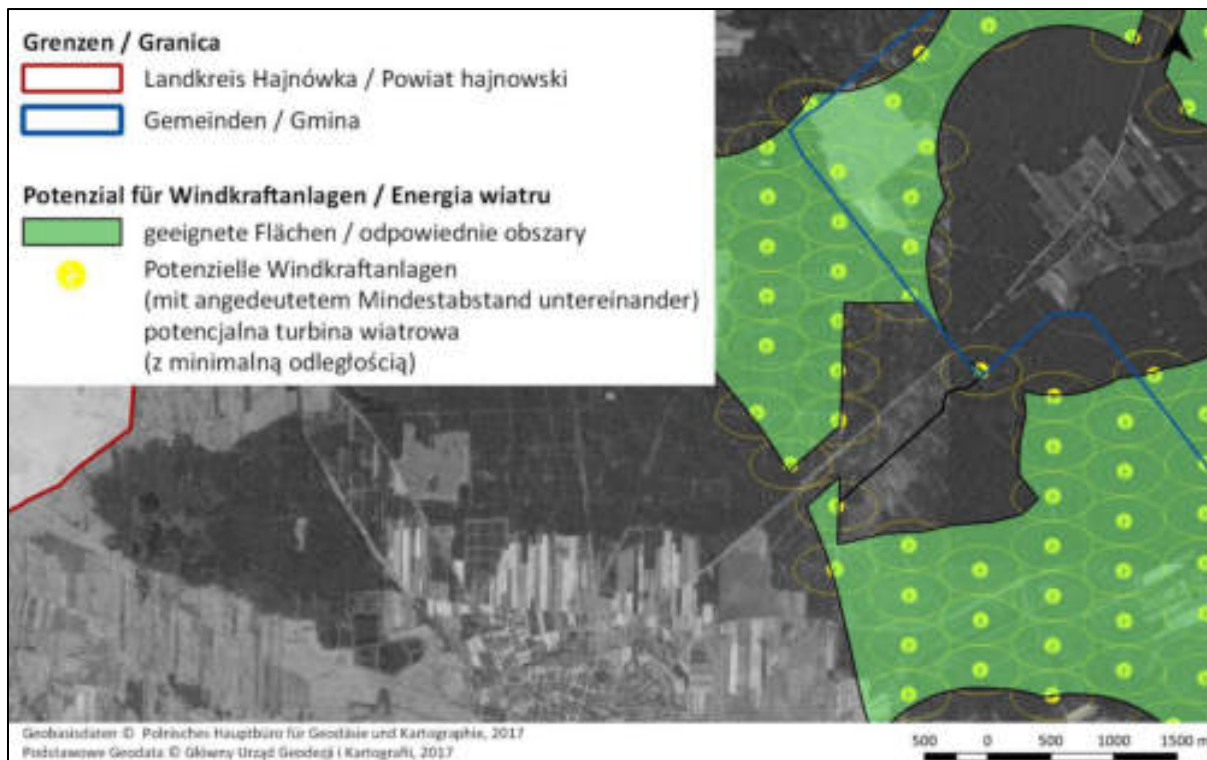 Grenzen / Granica
Landkreis Hajnówka / Powiat hajnowski
Gemeinden / Gmina
Potenzial für Windkraftanlagen / Energia wiatru
geeignete Flächen / odpowiednie obszary
Potenzielle Windkraftanlagen
(mit angedeutetem Mindestabstand untereinander)
potencjalna turbina wiatrowa
(z minimalną odległością)
Geobasisdaten © Polnisches Hauptbüro für Geodäsie und Kartographie, 2017
Podstawowe Geodata © Główny Urząd Geodezji i Kartografii, 2017
500 0 500 1000 1500 m